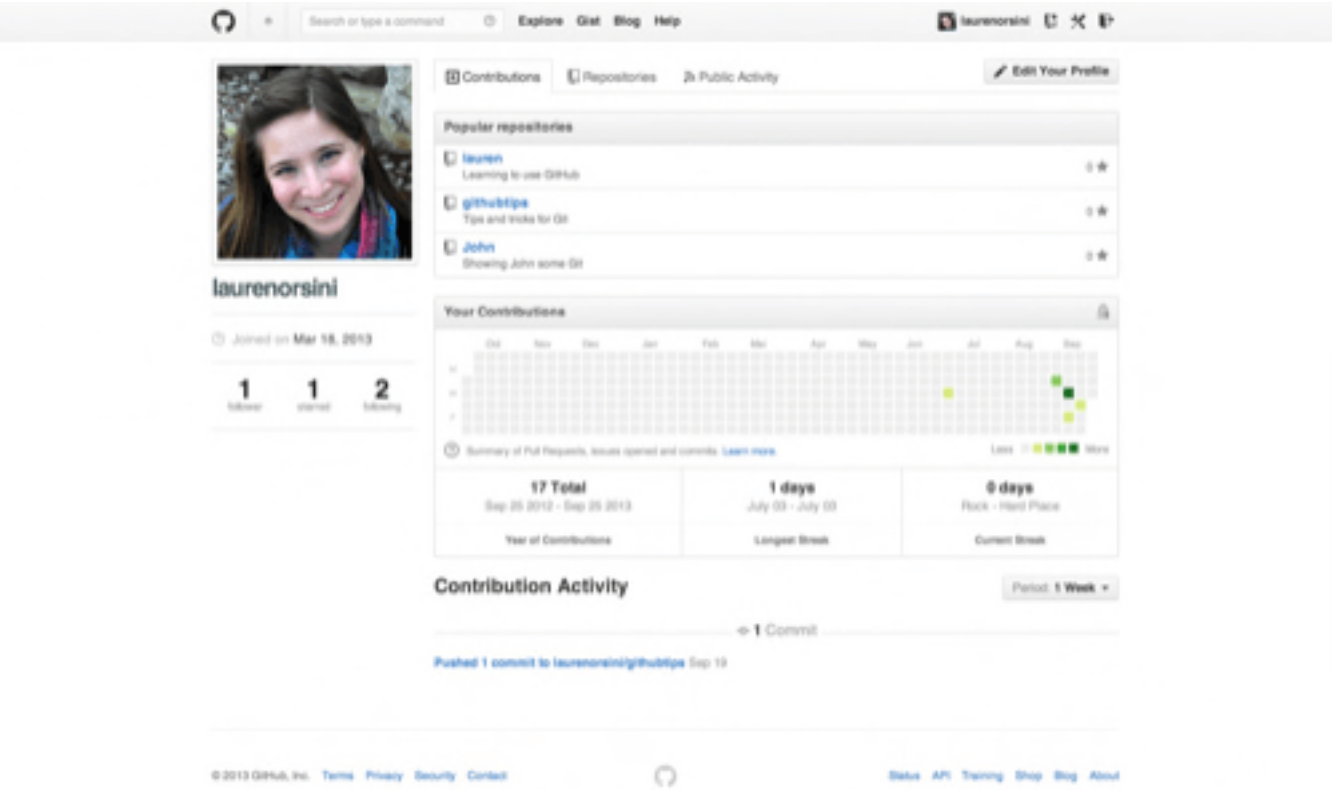 Search or type a command
Explore Gist Blog Help
laurenorsini
Contributions
Repositories
Public Activity
Edit Your Profile
laurenorsini
Joined on Mar 18, 2013
1 follower
1 starred
2 following
Popular repositories
lauren
Learning to use GitHub
0
githubtips
Tips and tricks for Git
0
John
Showing John some Git
0
Your Contributions
Oct Nov Dec Jan Feb Mar Apr May Jun Jul Aug Sep
M
W
F
Summary of Pull Requests, issues opened and commits. Learn more.
Less More
17 Total
Sep 25 2012 - Sep 25 2013
Year of Contributions
1 days
July 03 - July 03
Longest Streak
0 days
Rock - Hard Place
Current Streak
Contribution Activity
Period: 1 Week
1 Commit
Pushed 1 commit to laurenorsini/githubtips Sep 19
© 2013 GitHub, Inc. Terms Privacy Security Contact
Status API Training Shop Blog About